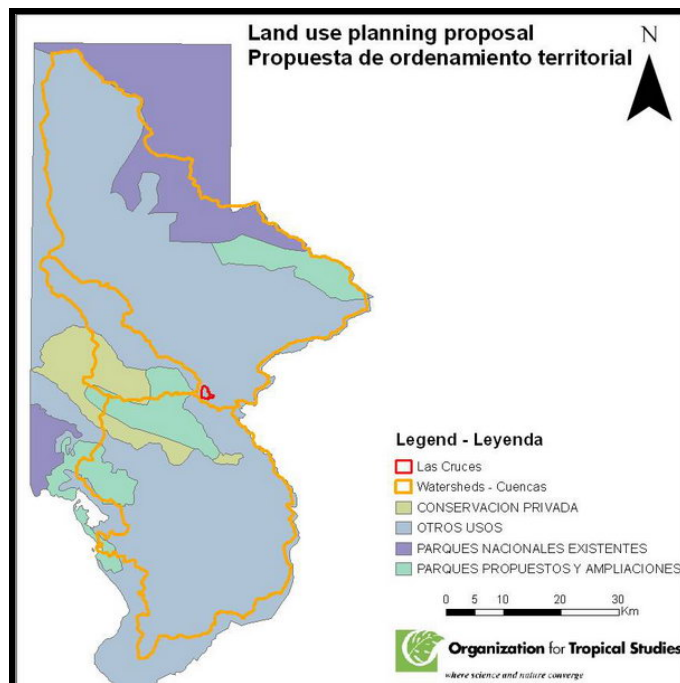 Land use planning proposal
Propuesta de ordenamiento territorial
N
Legend - Leyenda
Las Cruces
Watersheds - Cuencas
CONSERVACION PRIVADA
OTROS USOS
PARQUES NACIONALES EXISTENTES
PARQUES PROPUESTOS Y AMPLIACIONES
0 5 10 20 30
Km
Organization for Tropical Studies
where science and nature converge